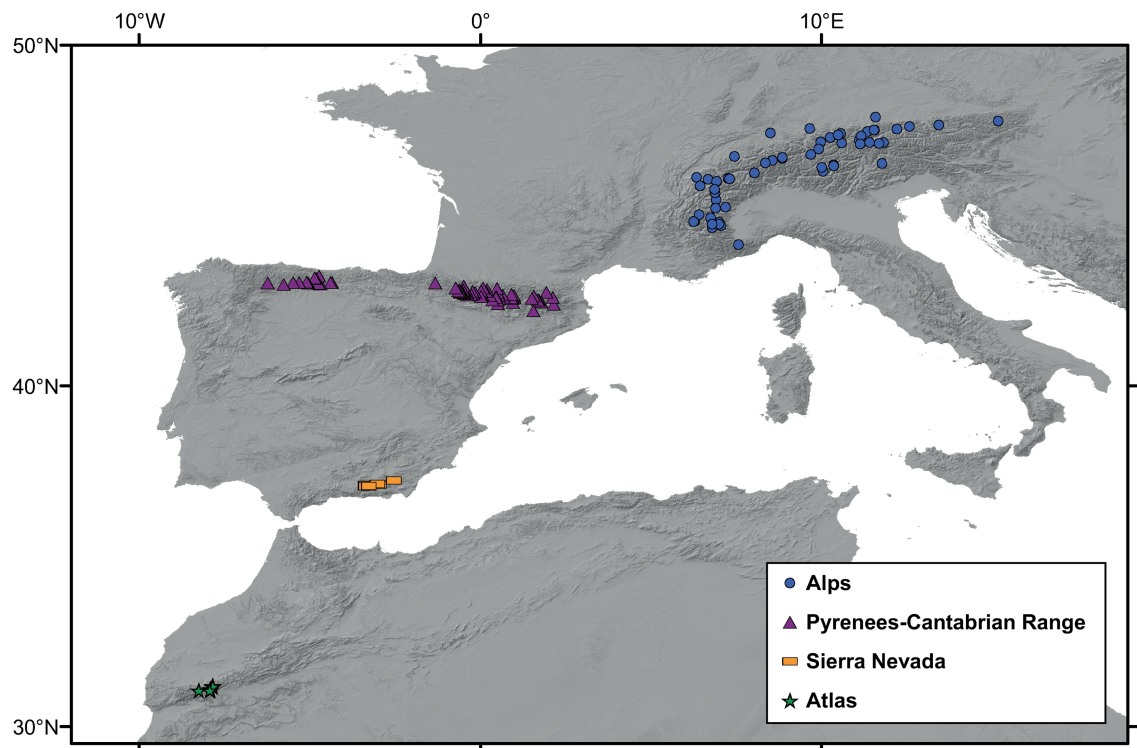 10°W 0° 10°E
50°N
40°N
30°N
Alps
Pyrenees-Cantabrian Range
Sierra Nevada
Atlas